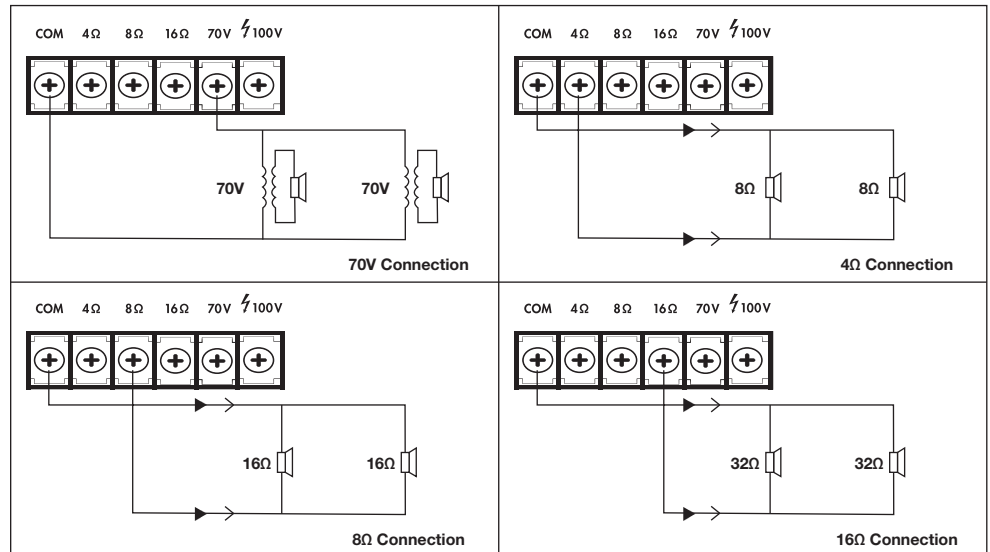 COM 4Ω 8Ω 16Ω 70V 100V
70V 70V
70V Connection
COM 4Ω 8Ω 16Ω 70V 100V
8Ω 8Ω
4Ω Connection
COM 4Ω 8Ω 16Ω 70V 100V
16Ω 16Ω
8Ω Connection
COM 4Ω 8Ω 16Ω 70V 100V
32Ω 32Ω
16Ω Connection